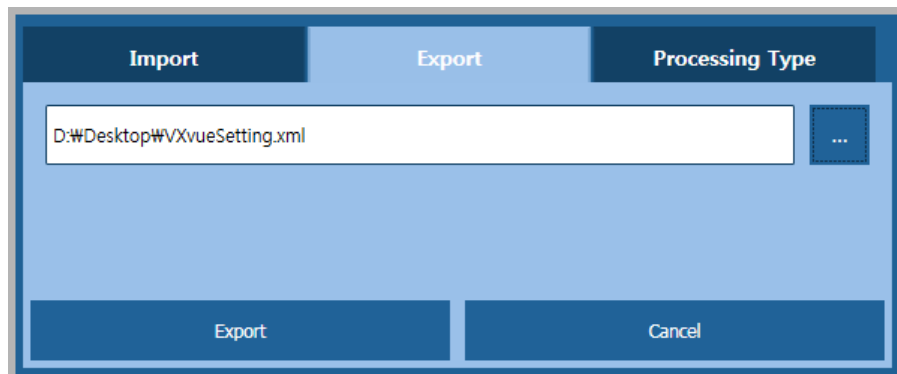 Import
Export
Processing Type
D:₩Desktop₩VXvueSetting.xml
...
Export
Cancel